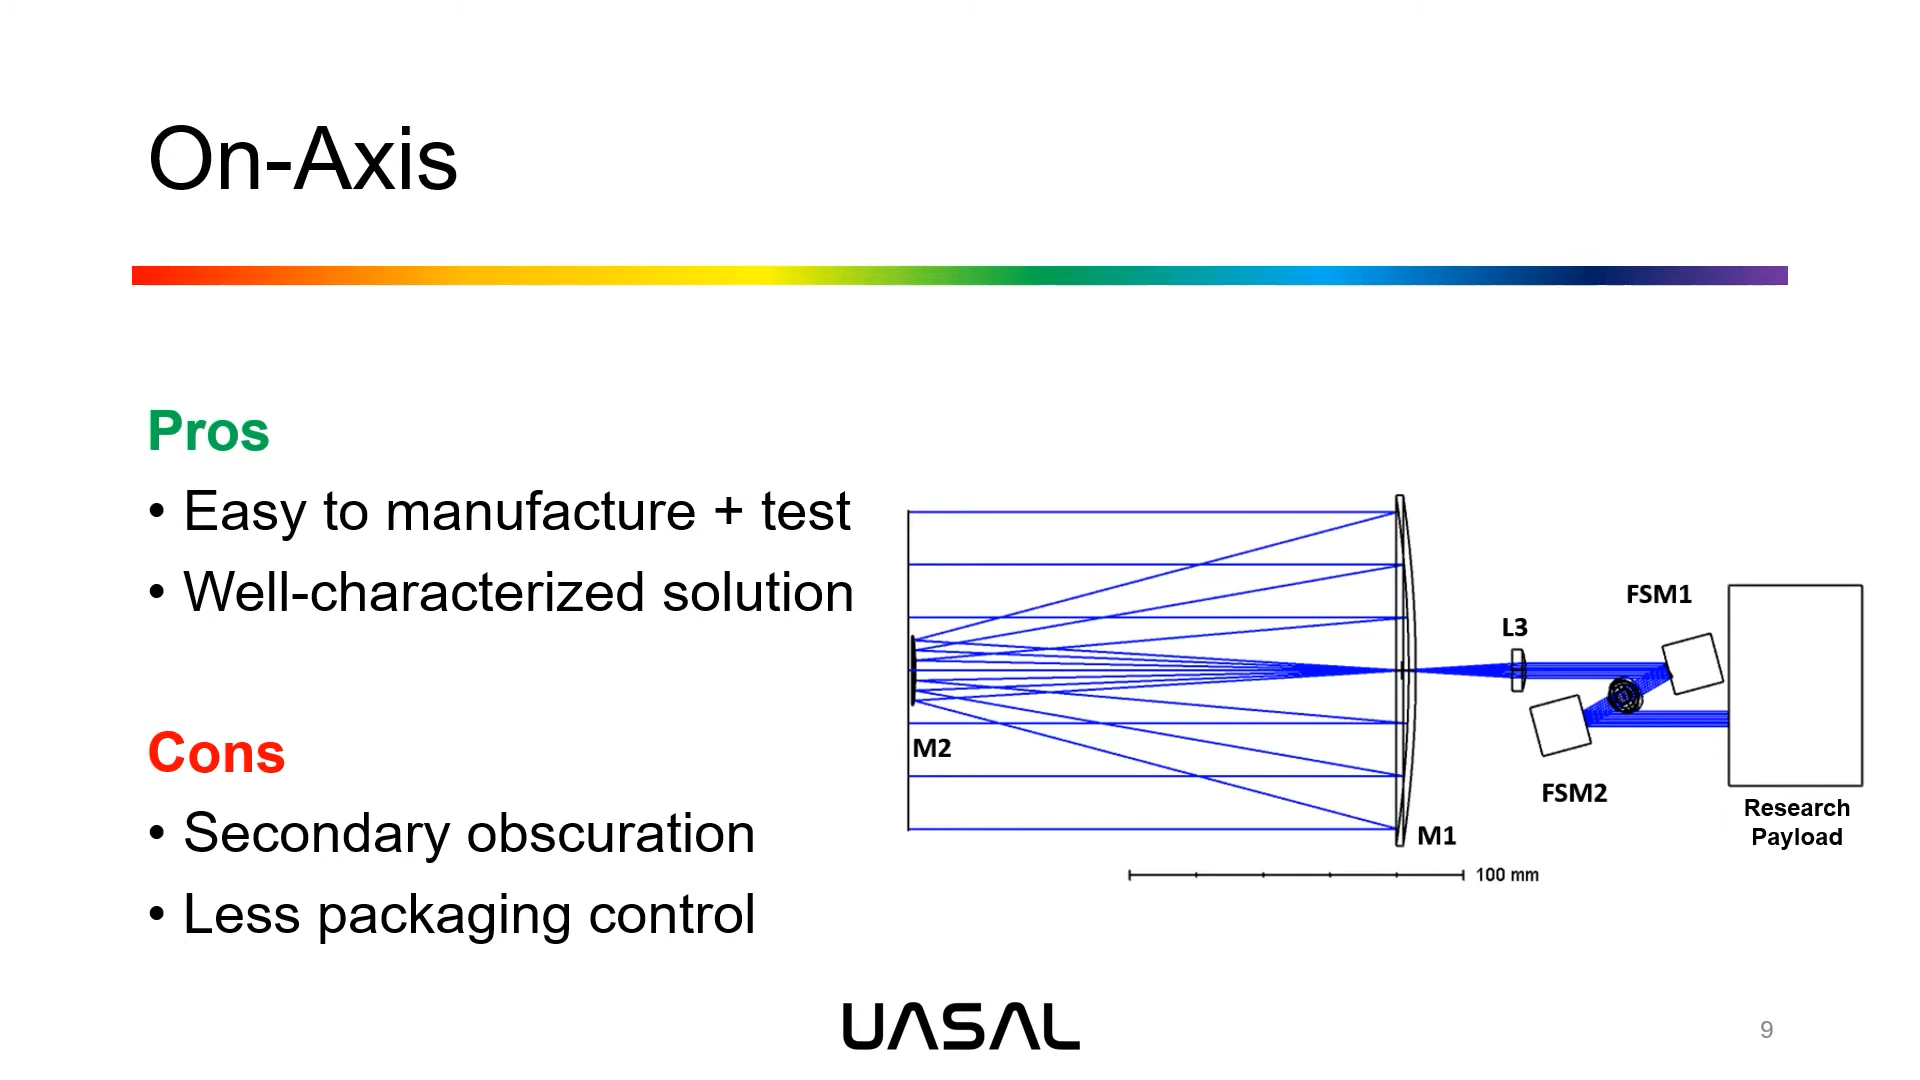 On-Axis
Pros
• Easy to manufacture + test
• Well-characterized solution
Cons
• Secondary obscuration
• Less packaging control
M2
M1
L3
FSM1
FSM2
Research
Payload
100 mm
UASAL
9